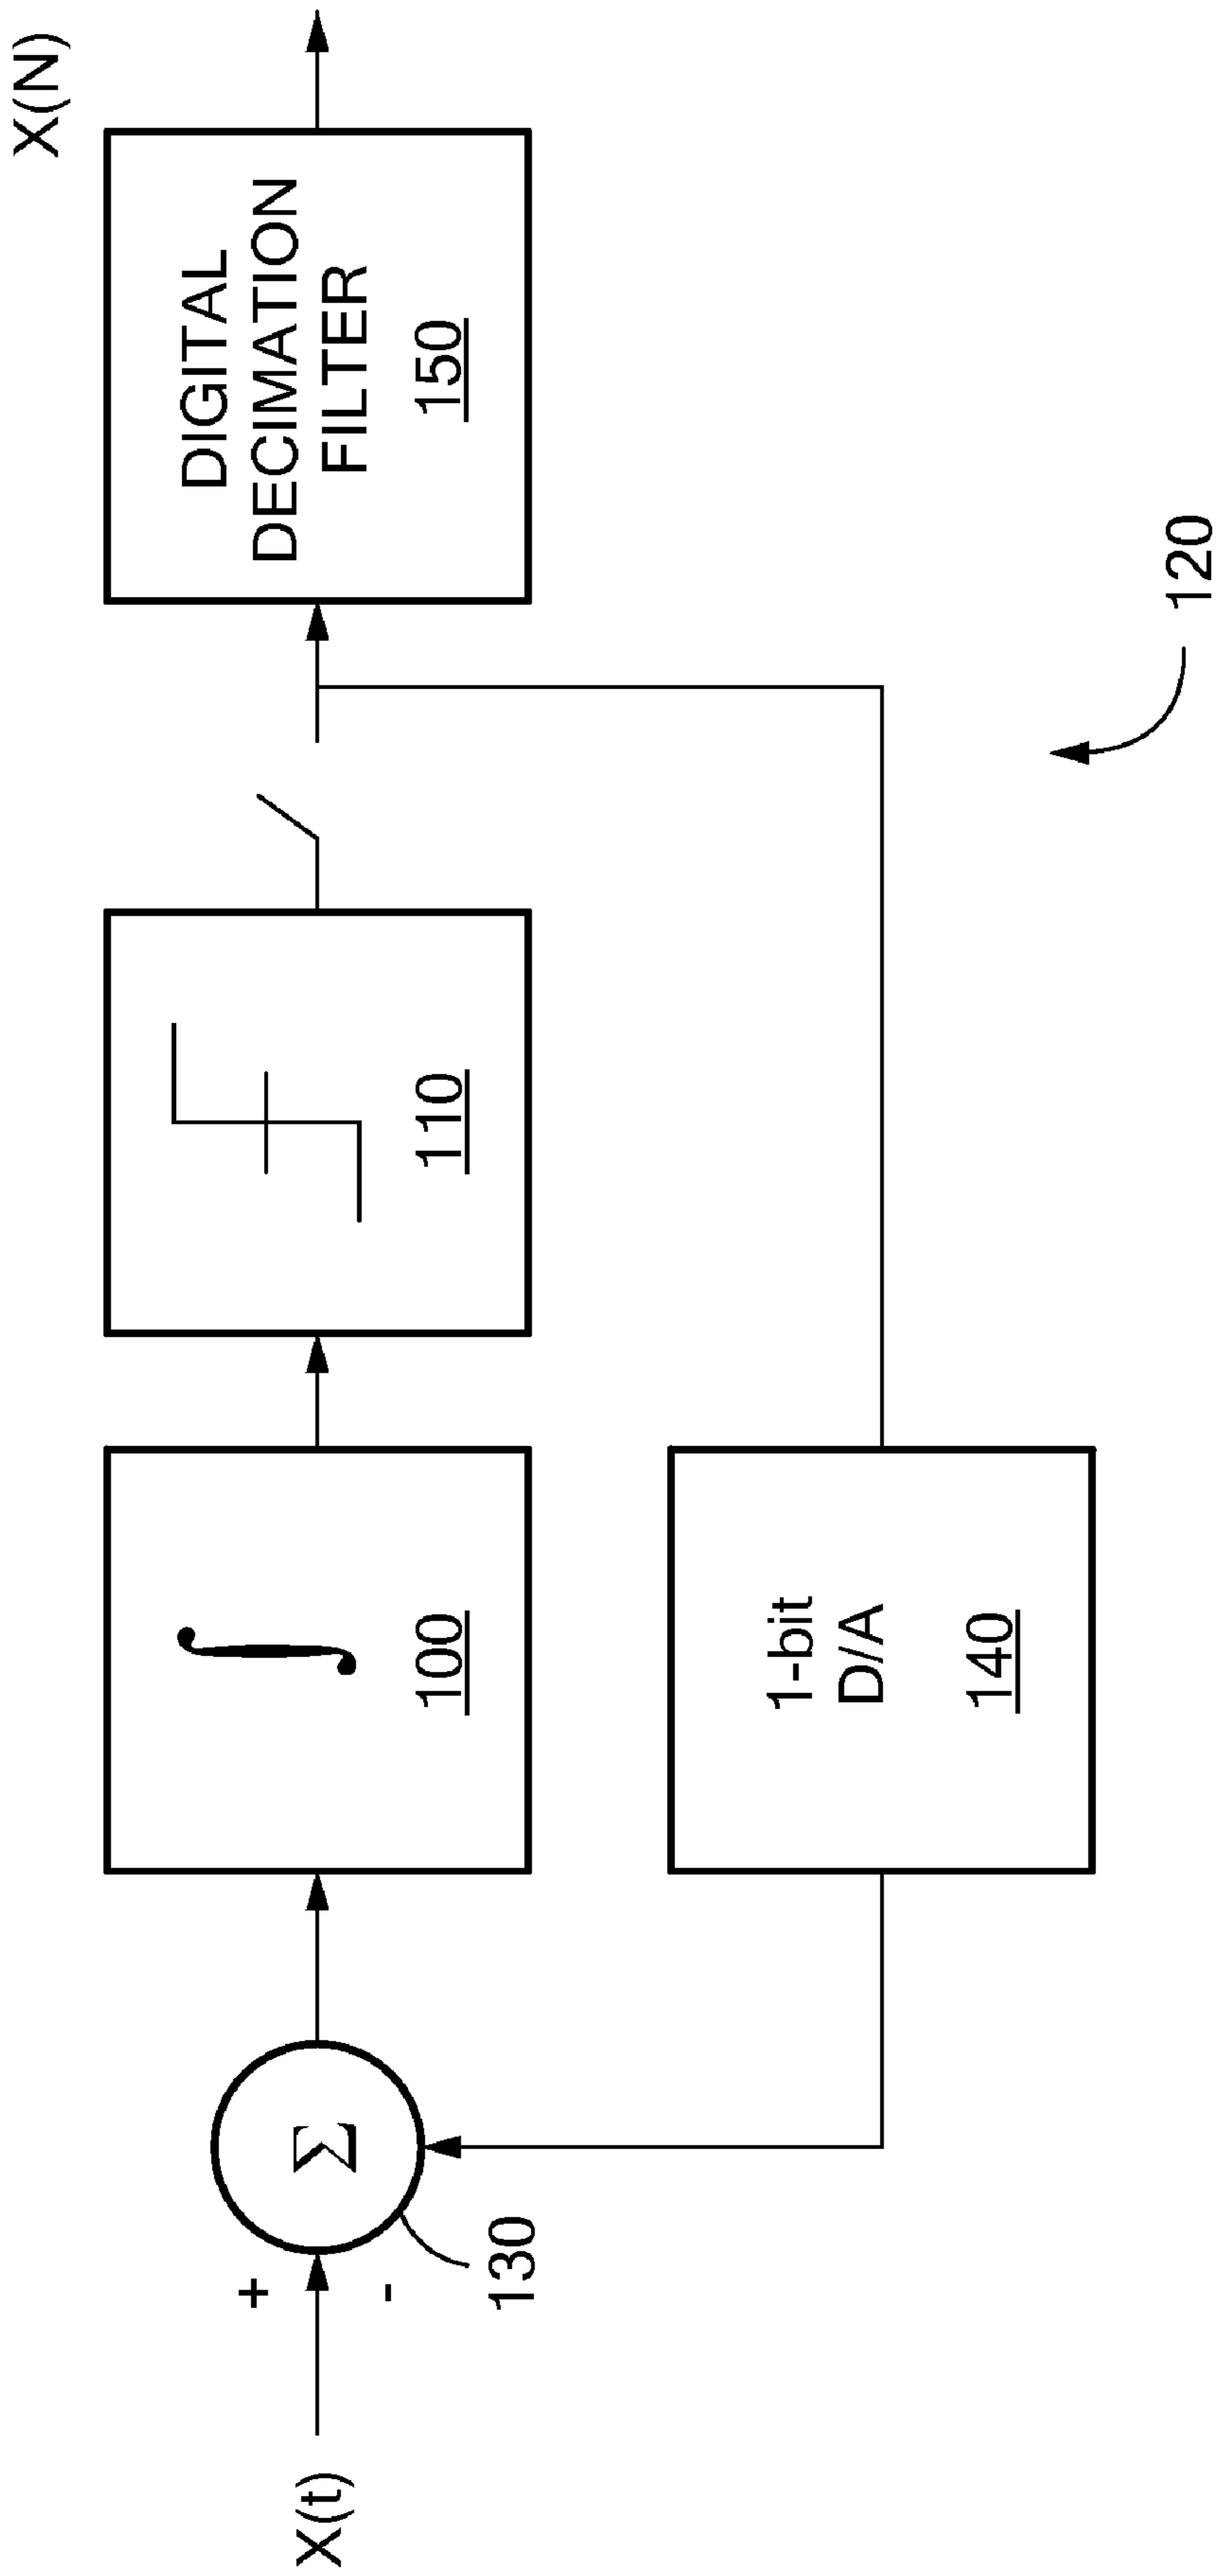 X(t)
+
-
Σ
130
∫
100
110
DIGITAL
DECIMATION
FILTER
150
X(N)
1-bit
D/A
140
120